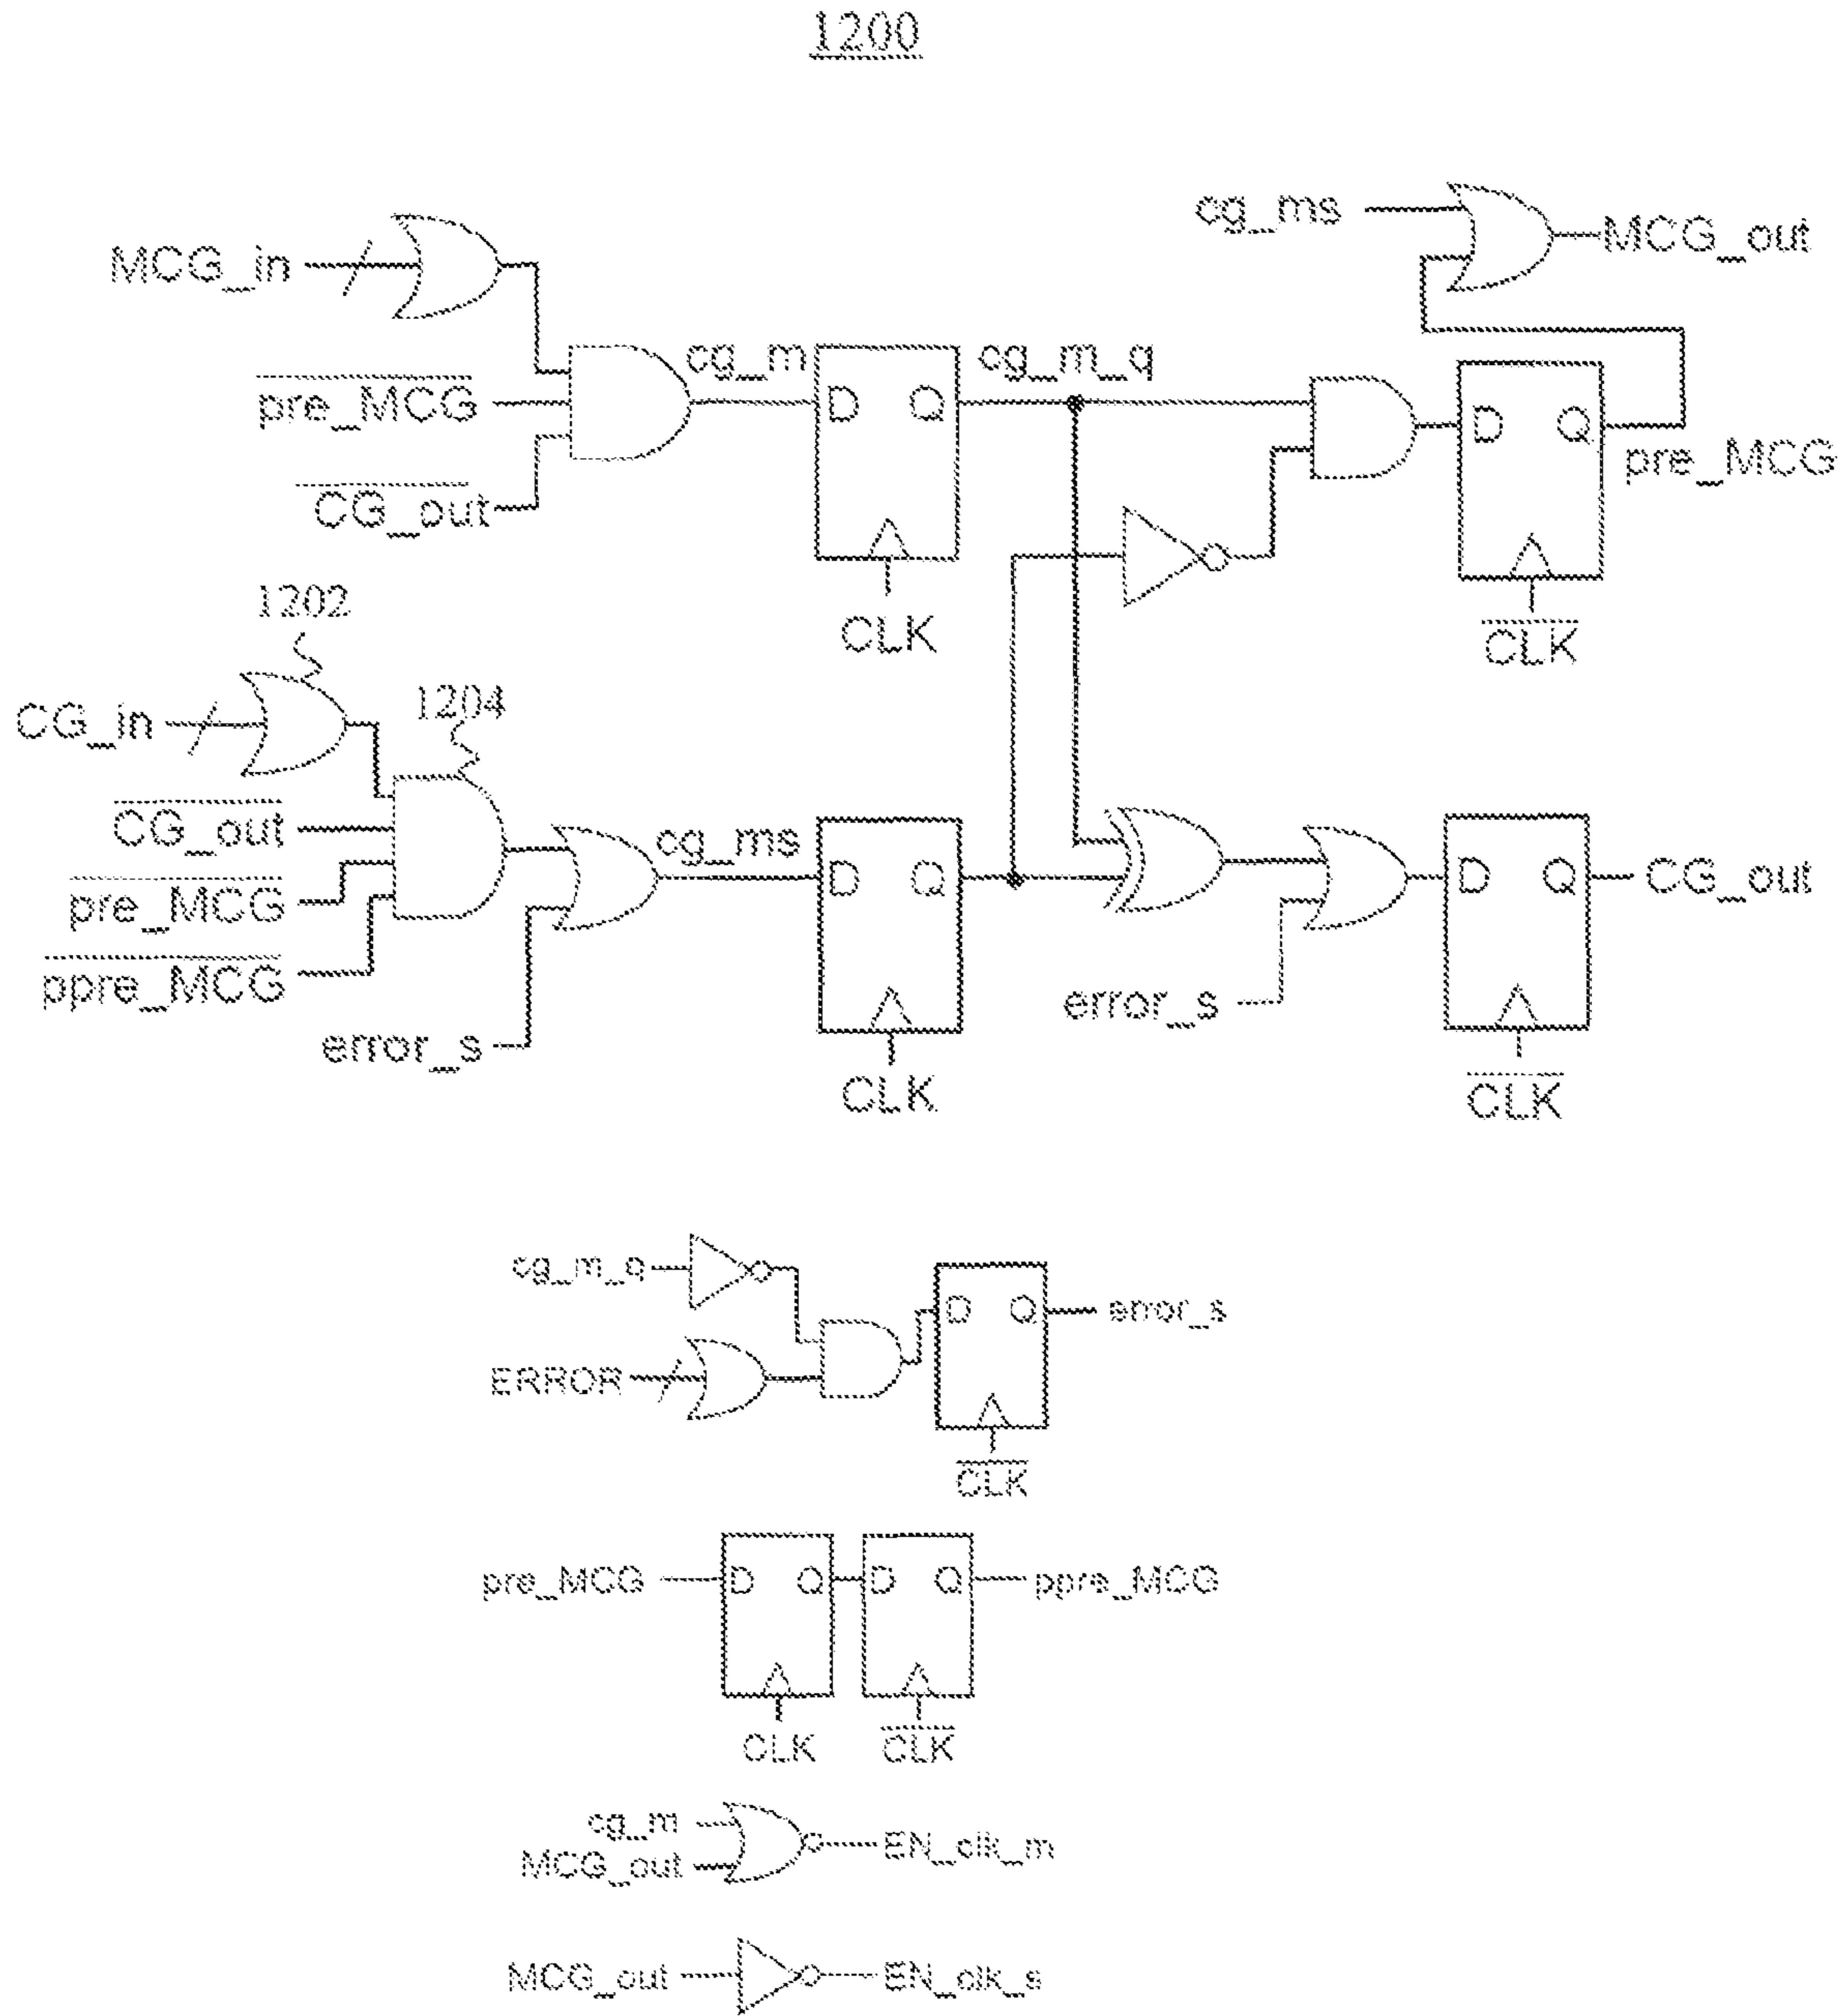 1200
cg_ms
MCG_out
MCG_in
cg_m
cg_m_q
pre_MCG
D Q
D Q
pre_MCG
CG_out
CLK
CLK
1202
1204
CG_in
CG_out
cg_ms
D Q
D Q
CG_out
pre_MCG
ppre_MCG
error_s
error_s
CLK
CLK
cg_m_q
D Q
error_s
ERROR
CLK
pre_MCG
D Q
D Q
ppre_MCG
CLK
CLK
cg_m
EN_clk_m
MCG_out
MCG_out
EN_clk_s